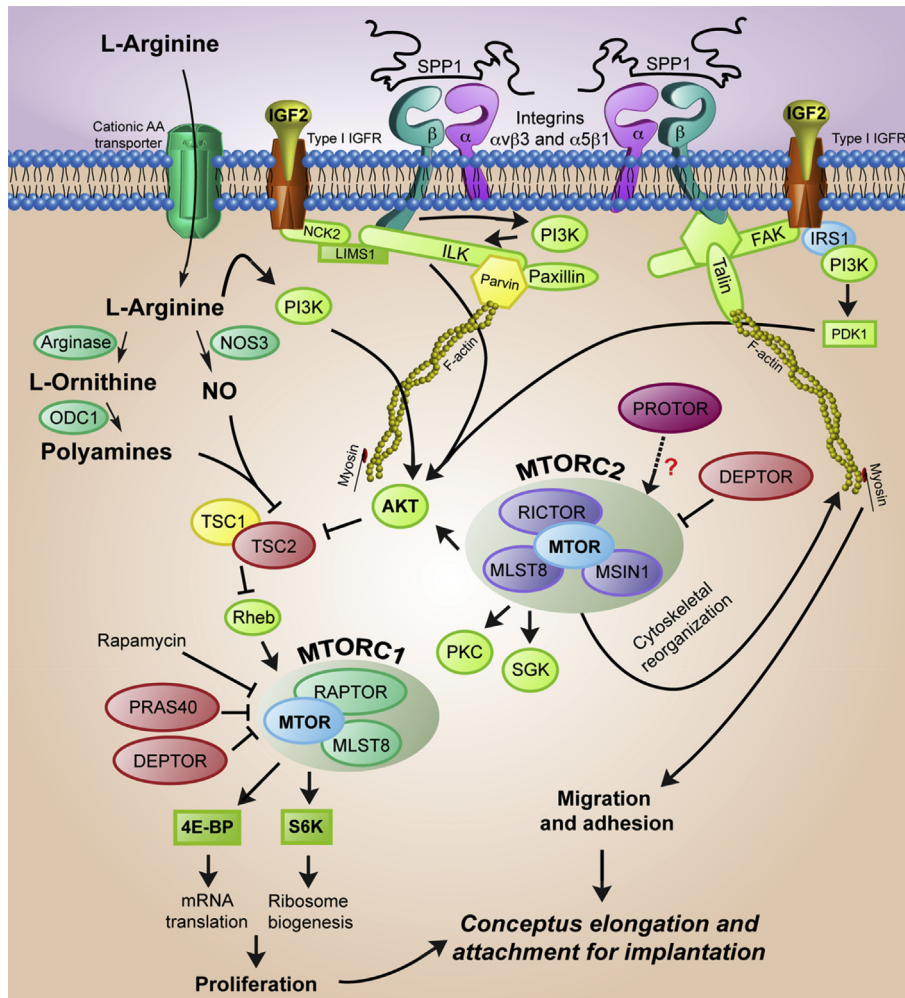 L-Arginine
SPP1
SPP1
Cationic AA
transporter
IGF2
Type I IGFR
β
α
Integrins
αvβ3 and α5β1
α
β
IGF2
Type I IGFR
NCK2
LIMS1
ILK
PI3K
Parvin
Paxillin
FAK
Talin
IRS1
PI3K
PDK1
L-Arginine
PI3K
Arginase
NOS3
L-Ornithine
NO
ODC1
Polyamines
F-actin
Myosin
F-actin
Myosin
PROTOR
?
DEPTOR
MTORC2
RICTOR
MTOR
MLST8
MSIN1
AKT
TSC1
TSC2
Rheb
PKC
SGK
Cytoskeletal
reorganization
Rapamycin
MTORC1
PRAS40
DEPTOR
RAPTOR
MTOR
MLST8
4E-BP
S6K
mRNA
translation
Ribosome
biogenesis
Proliferation
Migration
and adhesion
Conceptus elongation and
attachment for implantation